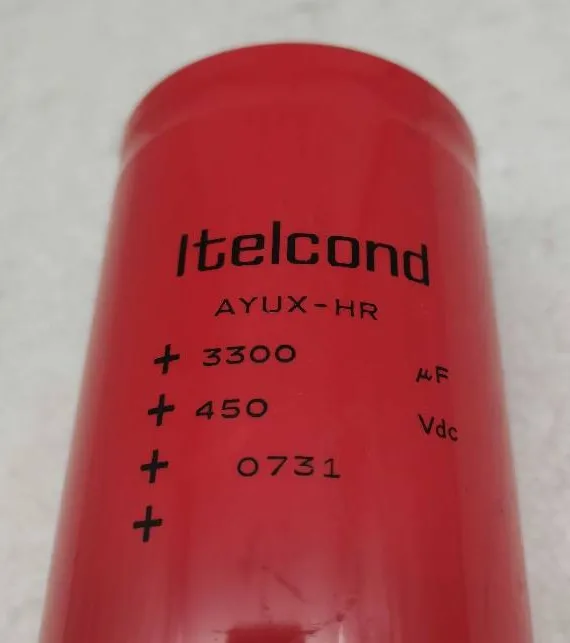 Itelcond
AYUX-HR
+ 3300 µF
+ 450 Vdc
+ 0731
+